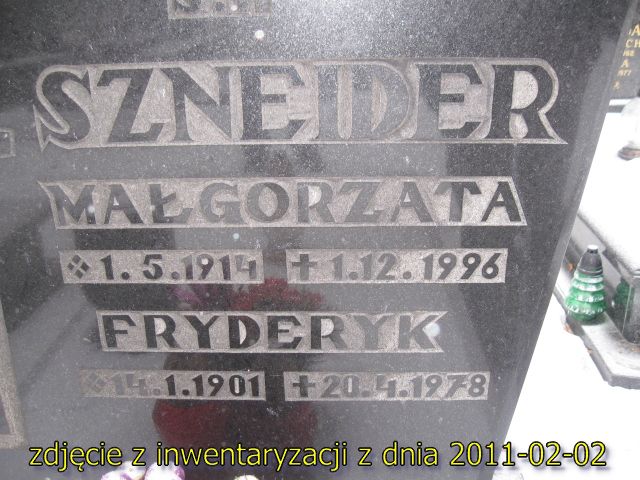 Ś.P.
SZNEIDER
MAŁGORZATA
1.5.1914 +1.12.1996
FRYDERYK
14.1.1901 +20.4.1978
zdjęcie z inwentaryzacji z dnia 2011-02-02